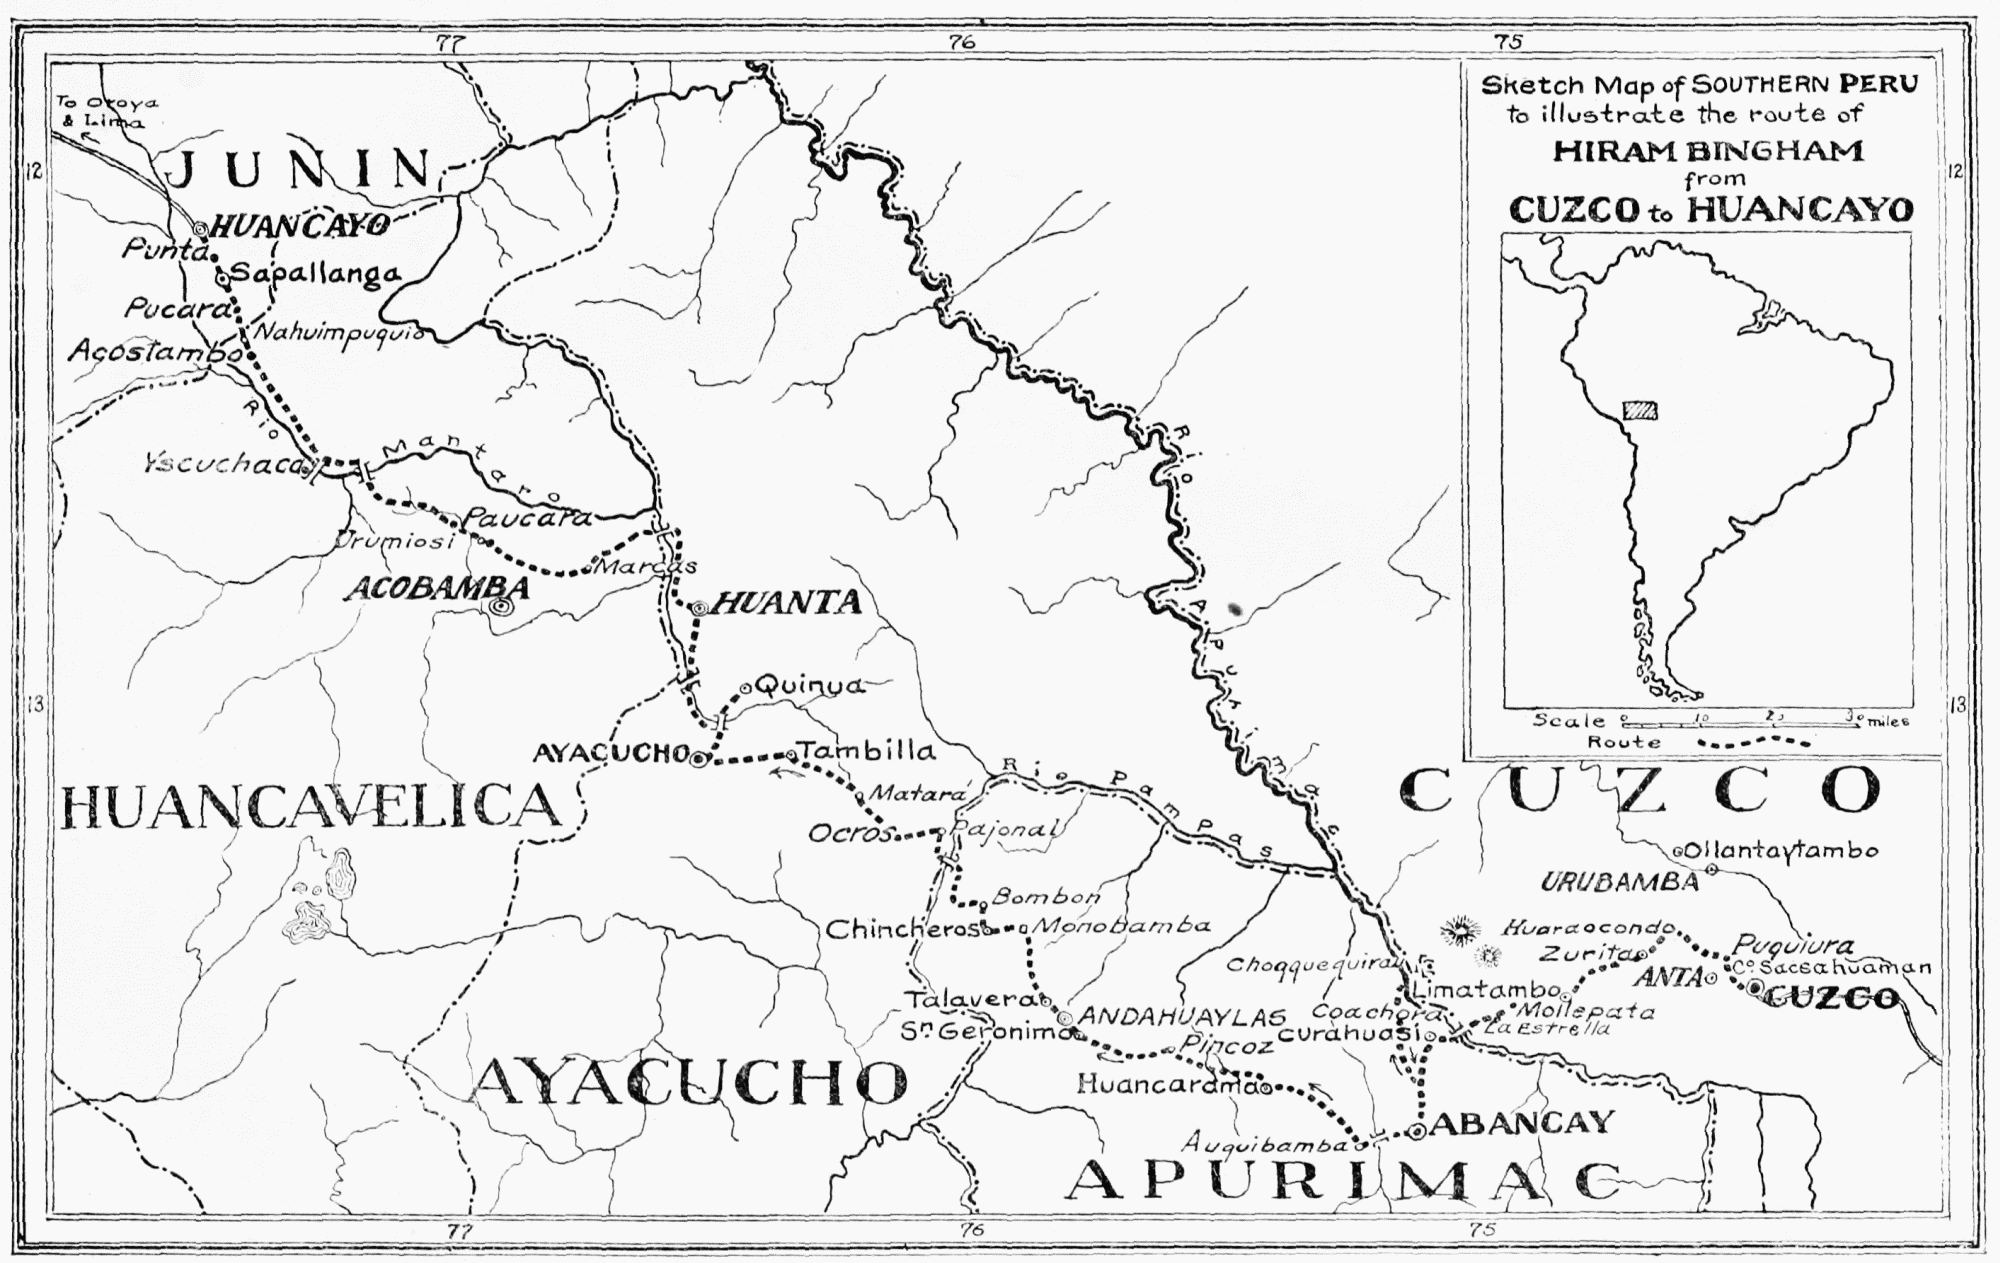 77
76
75
Sketch Map of SOUTHERN PERU
to illustrate the route of
HIRAM BINGHAM
from
CUZCO to HUANCAYO
To Oroya
& Lima
12
JUNIN
12
HUANCAYO
Punta
Sapallanga
Pucara
Nahuimpuquio
Acostambo
Rio Mantaro
Yscuchaca
Paucara
Urumiosi
Marcas
ACOBAMBA
HUANTA
Rio Apurimac
Quinua
13
13
Scale 0 10 20 30 miles
Route
AYACUCHO
Tambilla
Rio Pampas
CUZCO
HUANCAVELICA
Matara
Ocros
Pajonal
Ollantaytambo
URUBAMBA
Bombon
Chincheros
Monobamba
Huaraocondo
Zurita
Puquiura
Co. Sacsahuaman
ANTA
CUZCO
Choqquequirau
Limatambo
Talavera
ANDAHUAYLAS
Coachora
Mollepata
La Estrella
Sn. Geronimo
Curahuasi
Pincoz
Huancarama
AYACUCHO
ABANCAY
Auquibamba
APURIMAC
77
76
75